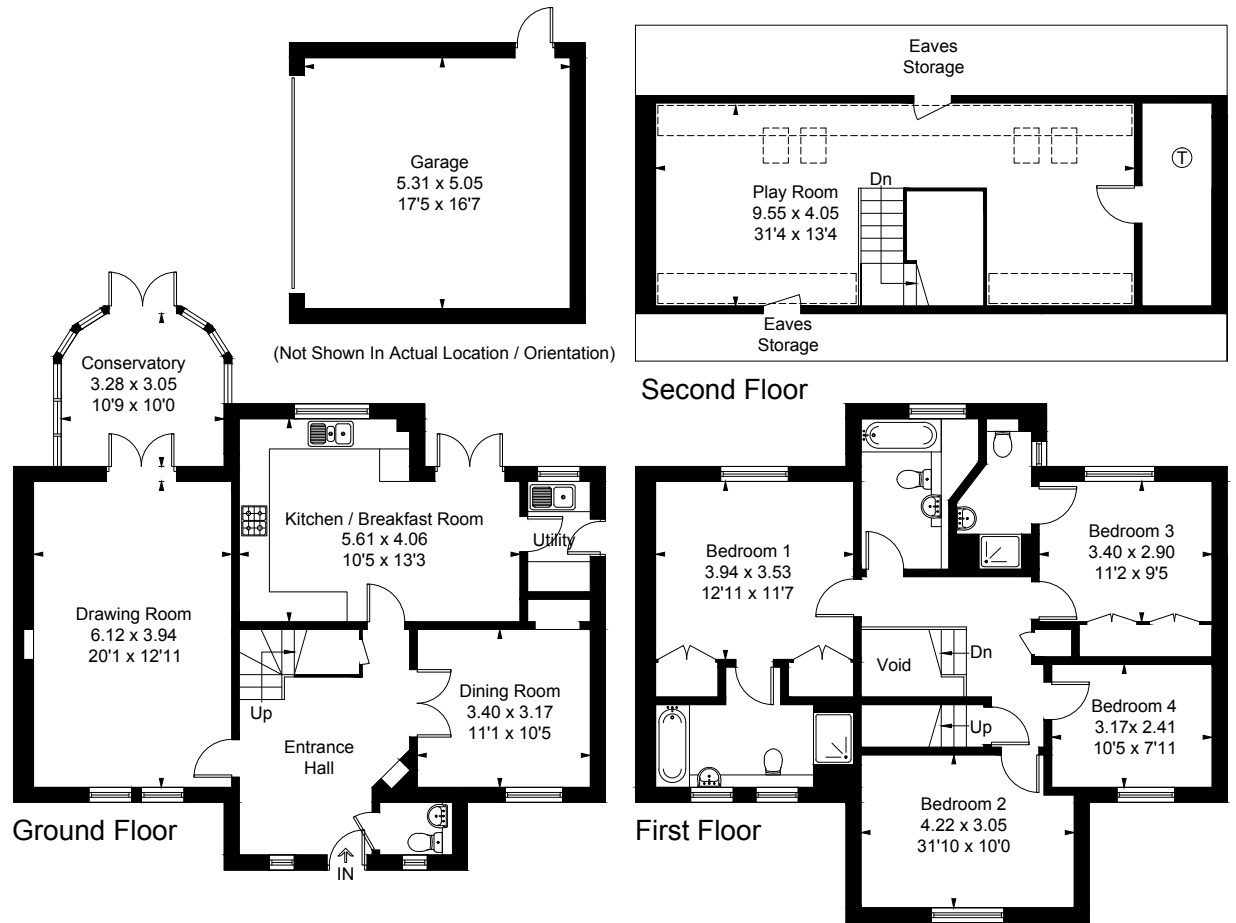 Garage
5.31 x 5.05
17'5 x 16'7
(Not Shown In Actual Location / Orientation)
Eaves
Storage
T
Dn
Play Room
9.55 x 4.05
31'4 x 13'4
Eaves
Storage
Second Floor
Conservatory
3.28 x 3.05
10'9 x 10'0
Kitchen / Breakfast Room
5.61 x 4.06
10'5 x 13'3
Utility
Drawing Room
6.12 x 3.94
20'1 x 12'11
Up
Dining Room
3.40 x 3.17
11'1 x 10'5
Entrance
Hall
IN
Ground Floor
Bedroom 1
3.94 x 3.53
12'11 x 11'7
Bedroom 3
3.40 x 2.90
11'2 x 9'5
Void
Dn
Up
Bedroom 4
3.17x 2.41
10'5 x 7'11
Bedroom 2
4.22 x 3.05
31'10 x 10'0
First Floor